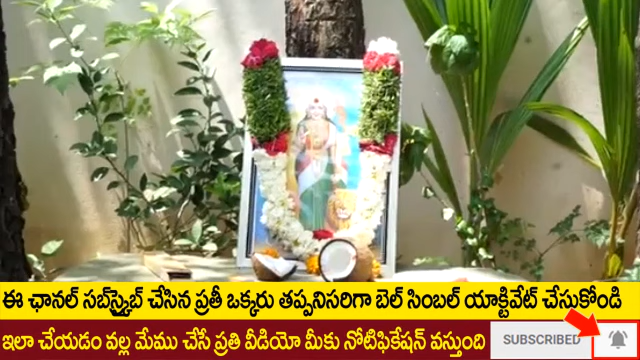 ఈ ఛానల్ సబ్‌స్క్రైబ్ చేసిన ప్రతీ ఒక్కరు తప్పనిసరిగా బెల్ సింబల్ యాక్టివేట్ చేసుకోండి
ఇలా చేయడం వల్ల మేము చేసే ప్రతి వీడియో మీకు నోటిఫికేషన్ వస్తుంది SUBSCRIBED